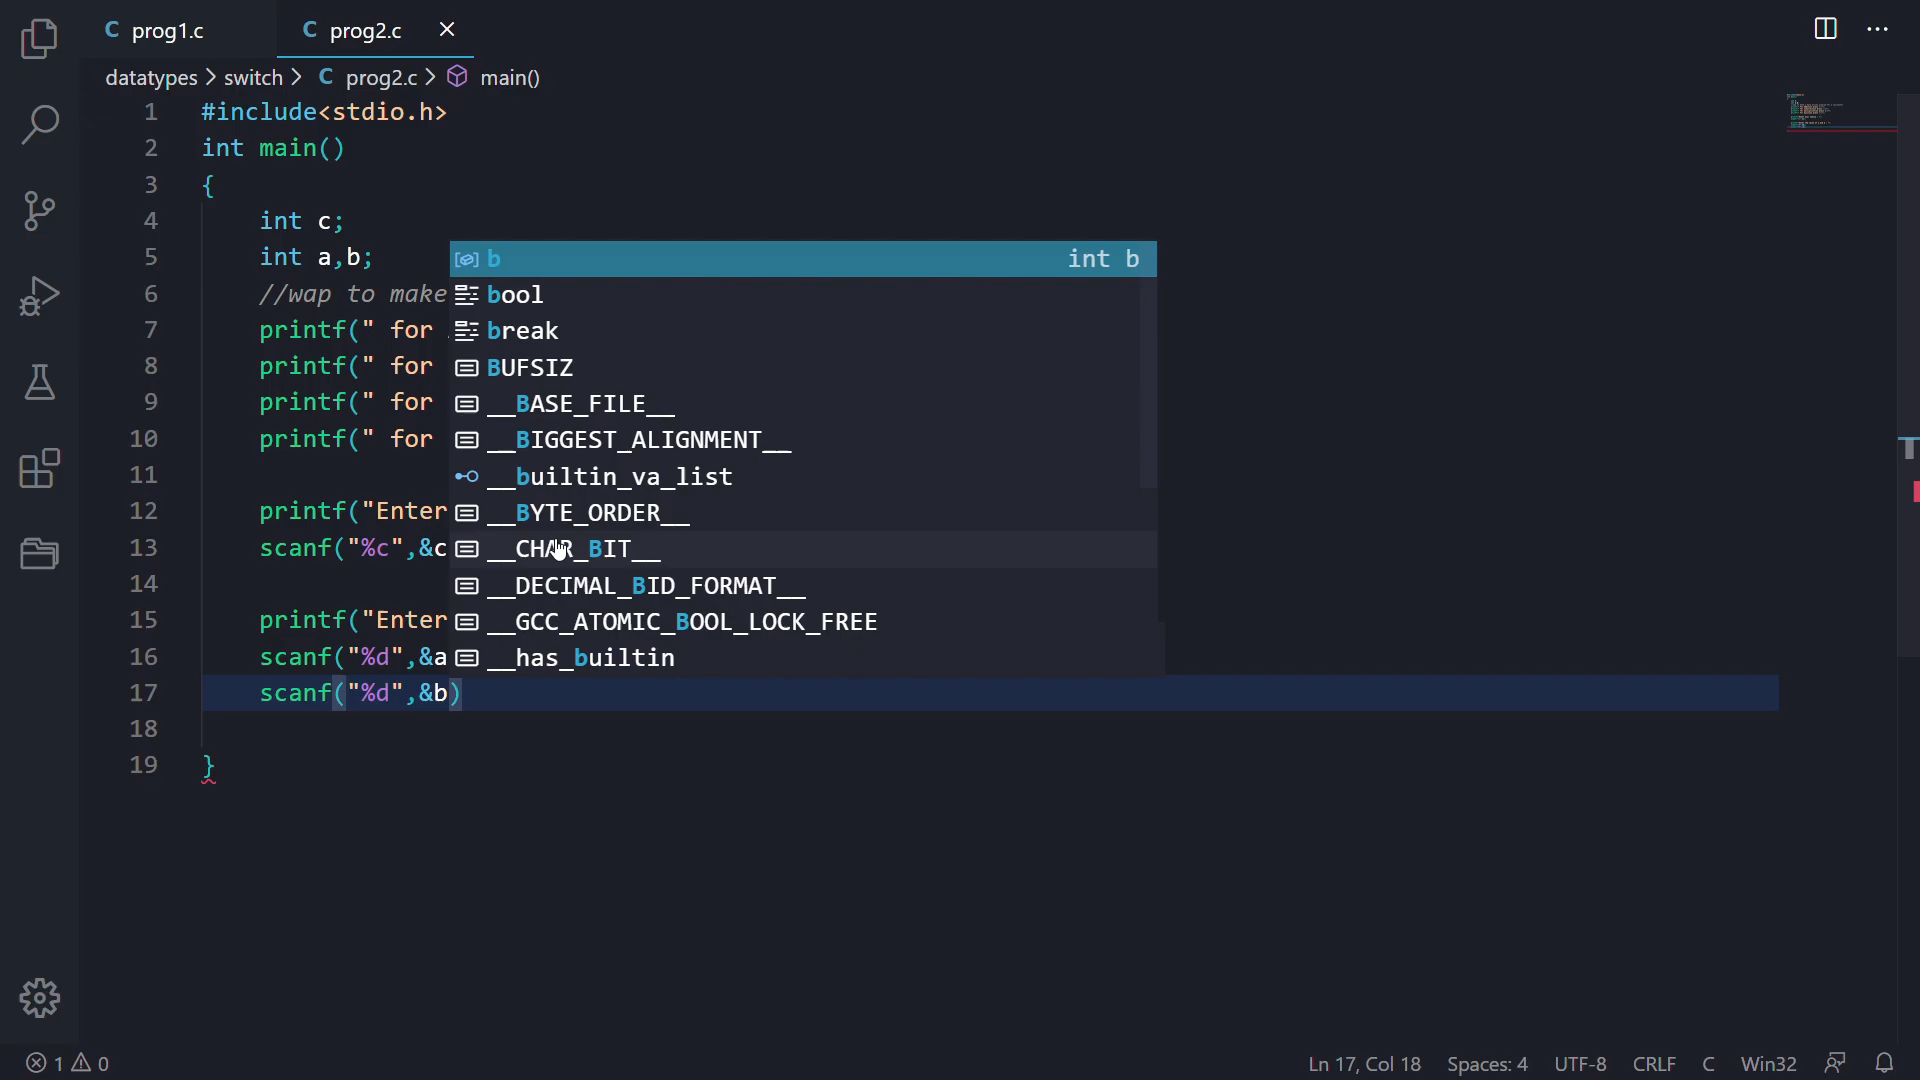 prog1.c
prog2.c
datatypes > switch > C prog2.c > main()
1 #include<stdio.h>
2 int main()
3 {
4 int c;
5 int a,b;
6 //wap to make
7 printf(" for
8 printf(" for
9 printf(" for
10 printf(" for
11
12 printf("Enter
13 scanf("%c",&c
14
15 printf("Enter
16 scanf("%d",&a
17 scanf("%d",&b)
18
19 }
b int b
bool
break
BUFSIZ
__BASE_FILE__
__BIGGEST_ALIGNMENT__
__builtin_va_list
__BYTE_ORDER__
__CHAR_BIT__
__DECIMAL_BID_FORMAT__
__GCC_ATOMIC_BOOL_LOCK_FREE
__has_builtin
1 0 Ln 17, Col 18 Spaces: 4 UTF-8 CRLF C Win32